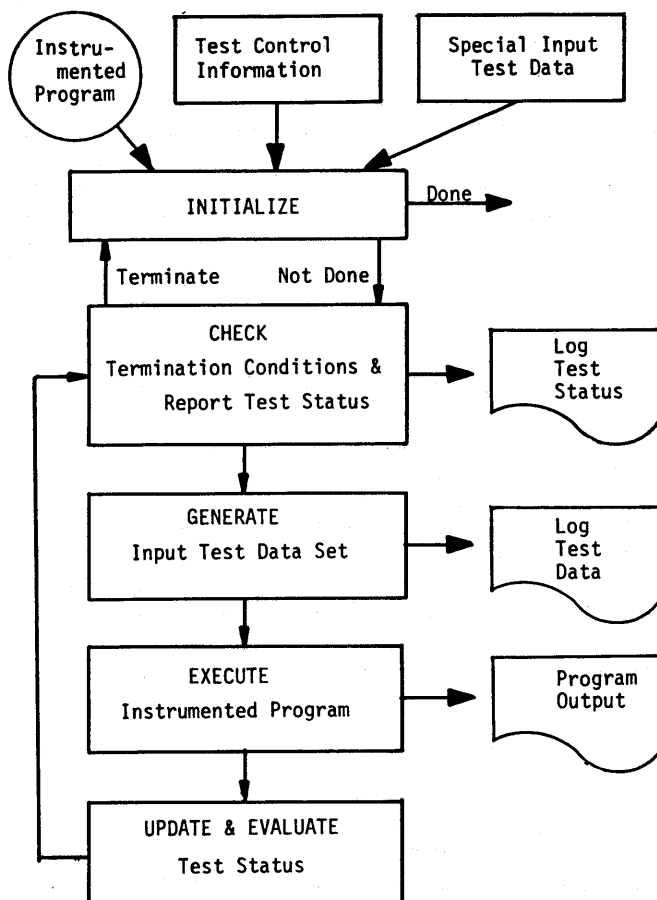 Instru-
mented
Program
Test Control
Information
Special Input
Test Data
INITIALIZE
Done
Terminate
Not Done
CHECK
Termination Conditions &
Report Test Status
Log
Test
Status
GENERATE
Input Test Data Set
Log
Test
Data
EXECUTE
Instrumented Program
Program
Output
UPDATE & EVALUATE
Test Status